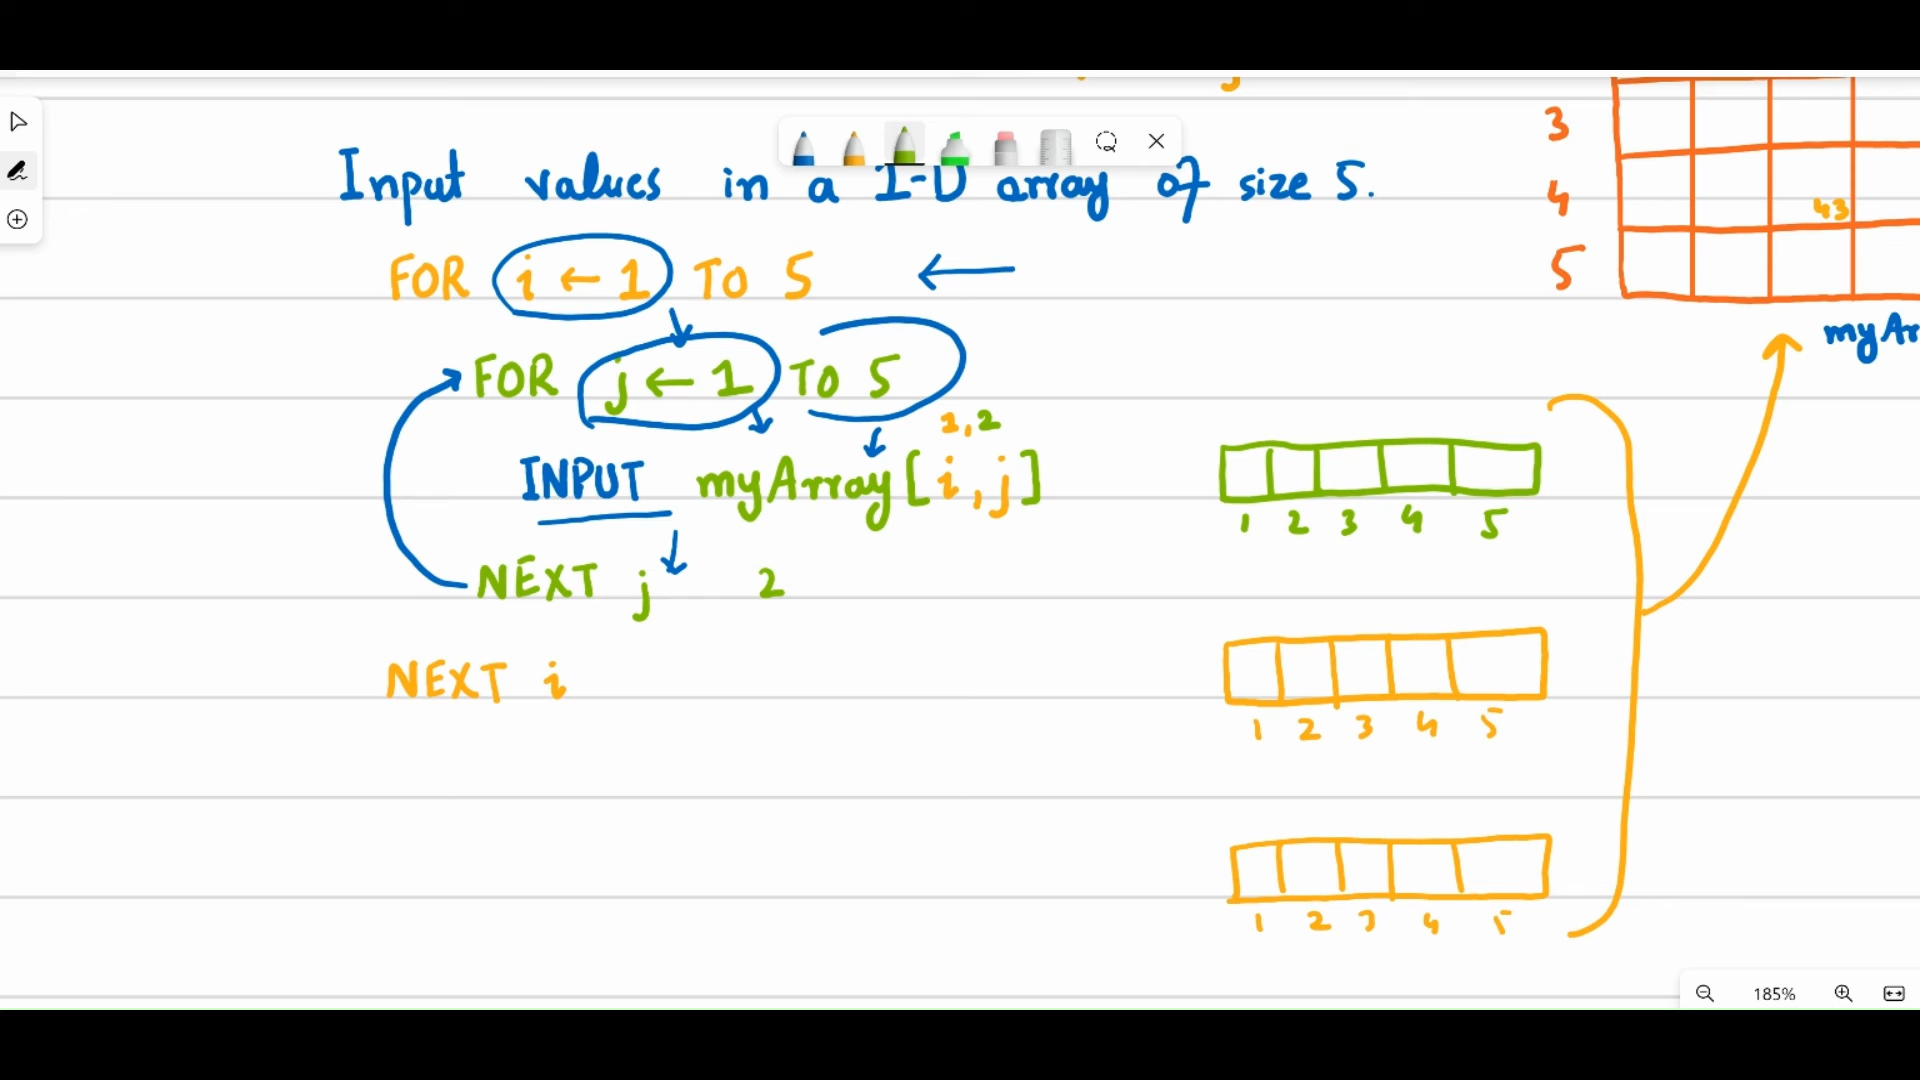 Input values in a 1-D array of size 5.
FOR i ← 1 TO 5 ←
FOR j ← 1 TO 5
1,2
INPUT myArray[i,j]
NEXT j 2
NEXT i
3
4
43
5
myAr
1 2 3 4 5
1 2 3 4 5
1 2 3 4 5
185%